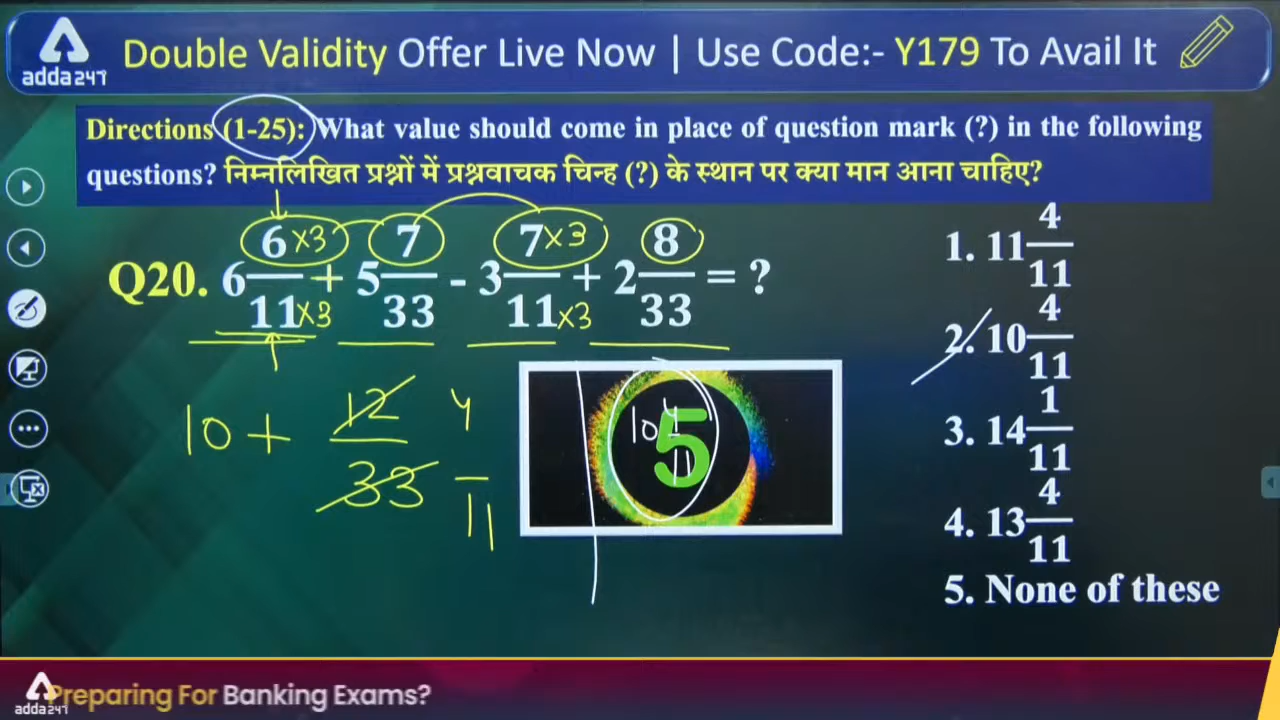 adda247
Double Validity Offer Live Now | Use Code:- Y179 To Avail It
Directions (1-25): What value should come in place of question mark (?) in the following
questions? निम्नलिखित प्रश्नों में प्रश्नवाचक चिन्ह (?) के स्थान पर क्या मान आना चाहिए?
Q20. 6 6×3/11×3 + 5 7/33 - 3 7×3/11×3 + 2 8/33 = ?
10 + 12/33 4/11
10 4/11
5
1. 11 4/11
2. 10 4/11
3. 14 1/11
4. 13 4/11
5. None of these
adda247
Preparing For Banking Exams?